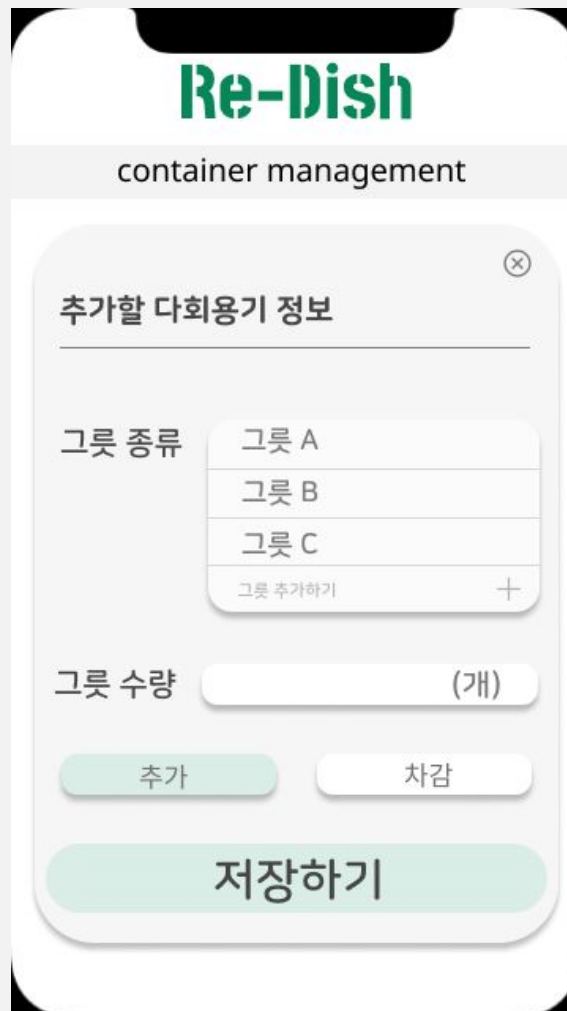 Re-Dish
container management
추가할 다회용기 정보
그릇 종류
그릇 A
그릇 B
그릇 C
그릇 추가하기
그릇 수량
(개)
추가
차감
저장하기